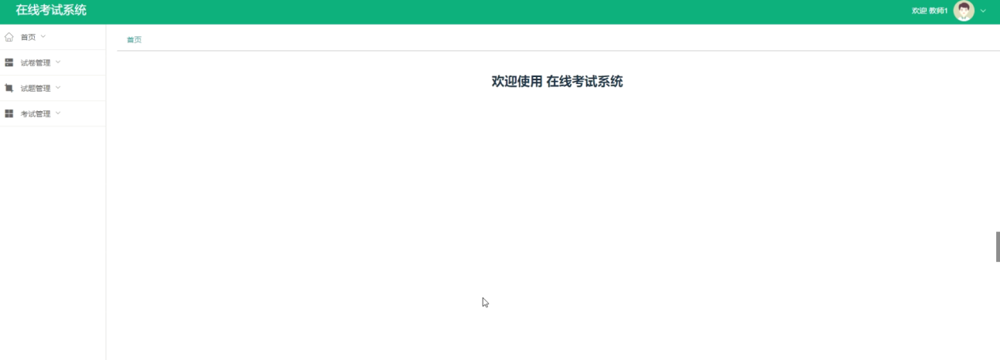 在线考试系统
欢迎 教师1
首页
首页
试卷管理
试题管理
考试管理
欢迎使用 在线考试系统